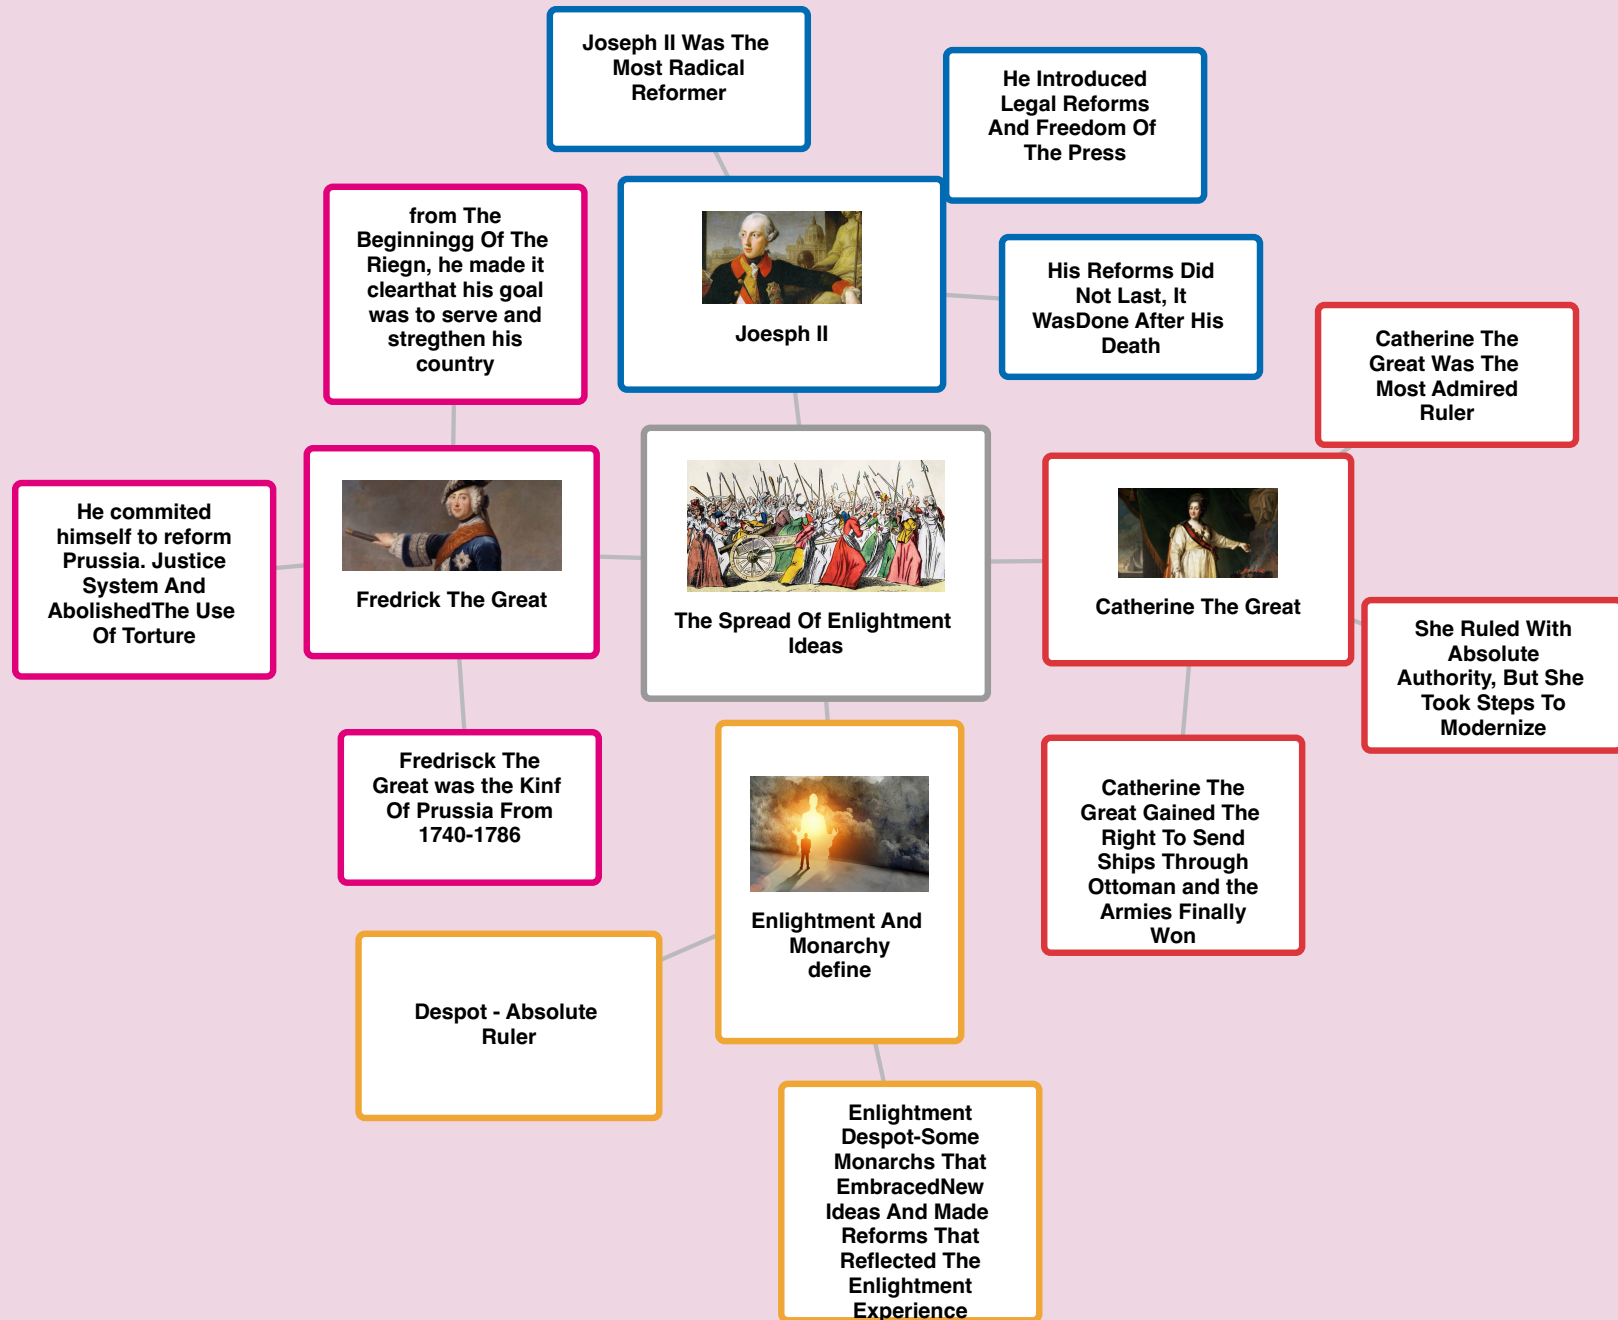 Joseph II Was The
Most Radical
Reformer
He Introduced
Legal Reforms
And Freedom Of
The Press
from The
Beginningg Of The
Riegn, he made it
clearthat his goal
was to serve and
stregthen his
country
Joesph II
His Reforms Did
Not Last, It
WasDone After His
Death
Catherine The
Great Was The
Most Admired
Ruler
He commited
himself to reform
Prussia. Justice
System And
AbolishedThe Use
Of Torture
Fredrick The Great
The Spread Of Enlightment
Ideas
Catherine The Great
She Ruled With
Absolute
Authority, But She
Took Steps To
Modernize
Fredrisck The
Great was the Kinf
Of Prussia From
1740-1786
Catherine The
Great Gained The
Right To Send
Ships Through
Ottoman and the
Armies Finally
Won
Enlightment And
Monarchy
define
Despot - Absolute
Ruler
Enlightment
Despot-Some
Monarchs That
EmbracedNew
Ideas And Made
Reforms That
Reflected The
Enlightment
Experience